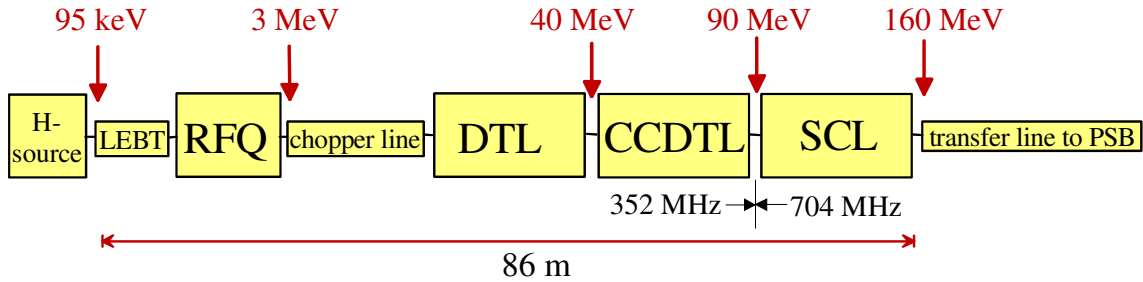 95 keV
3 MeV
40 MeV
90 MeV
160 MeV
H-
source
LEBT
RFQ
chopper line
DTL
CCDTL
SCL
transfer line to PSB
352 MHz
704 MHz
86 m